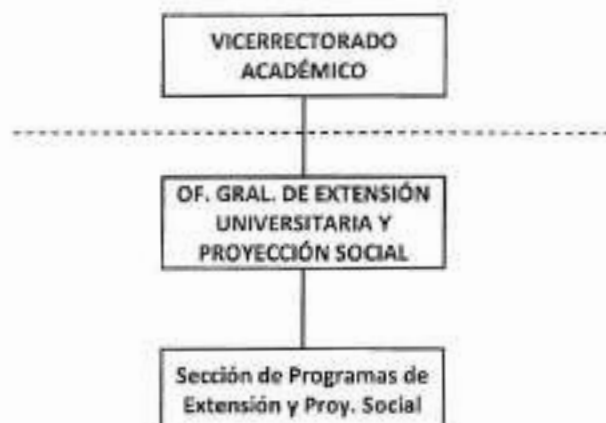 VICERRECTORADO
ACADÉMICO
OF. GRAL. DE EXTENSIÓN
UNIVERSITARIA Y
PROYECCIÓN SOCIAL
Sección de Programas de
Extensión y Proy. Social